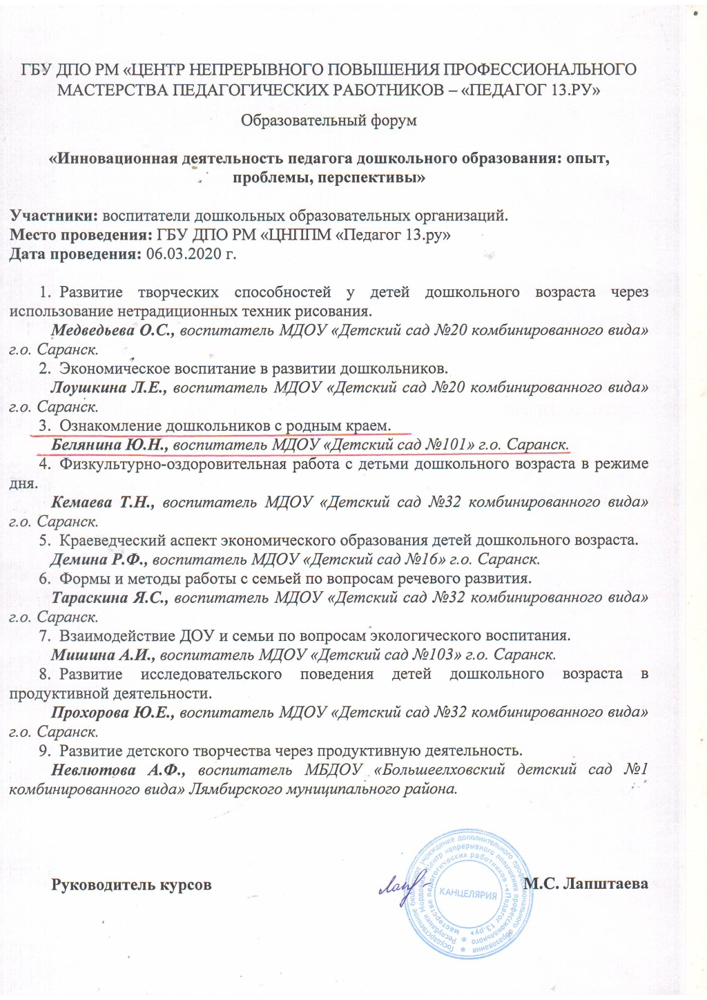 ГБУ ДПО РМ «ЦЕНТР НЕПРЕРЫВНОГО ПОВЫШЕНИЯ ПРОФЕССИОНАЛЬНОГО
МАСТЕРСТВА ПЕДАГОГИЧЕСКИХ РАБОТНИКОВ – «ПЕДАГОГ 13.РУ»
Образовательный форум
«Инновационная деятельность педагога дошкольного образования: опыт,
проблемы, перспективы»
Участники: воспитатели дошкольных образовательных организаций.
Место проведения: ГБУ ДПО РМ «ЦНППМ «Педагог 13.ру»
Дата проведения: 06.03.2020 г.
1. Развитие творческих способностей у детей дошкольного возраста через
использование нетрадиционных техник рисования.
Медведьева О.С., воспитатель МДОУ «Детский сад №20 комбинированного вида»
г.о. Саранск.
2. Экономическое воспитание в развитии дошкольников.
Лоушкина Л.Е., воспитатель МДОУ «Детский сад №20 комбинированного вида»
г.о. Саранск.
3. Ознакомление дошкольников с родным краем.
Белянина Ю.Н., воспитатель МДОУ «Детский сад №101» г.о. Саранск.
4. Физкультурно-оздоровительная работа с детьми дошкольного возраста в режиме
дня.
Кемаева Т.Н., воспитатель МДОУ «Детский сад №32 комбинированного вида»
г.о. Саранск.
5. Краеведческий аспект экономического образования детей дошкольного возраста.
Демина Р.Ф., воспитатель МДОУ «Детский сад №16» г.о. Саранск.
6. Формы и методы работы с семьей по вопросам речевого развития.
Тараскина Я.С., воспитатель МДОУ «Детский сад №32 комбинированного вида»
г.о. Саранск.
7. Взаимодействие ДОУ и семьи по вопросам экологического воспитания.
Мишина А.И., воспитатель МДОУ «Детский сад №103» г.о. Саранск.
8. Развитие исследовательского поведения детей дошкольного возраста в
продуктивной деятельности.
Прохорова Ю.Е., воспитатель МДОУ «Детский сад №32 комбинированного вида»
г.о. Саранск.
9. Развитие детского творчества через продуктивную деятельность.
Невлютова А.Ф., воспитатель МБДОУ «Большеелховский детский сад №1
комбинированного вида» Лямбирского муниципального района.
Руководитель курсов М.С. Лапштаева
Государственное бюджетное учреждение дополнительного профессионального образования
Республики Мордовия «Центр непрерывного повышения профессионального
мастерства педагогических работников - «Педагог 13.ру»
КАНЦЕЛЯРИЯ